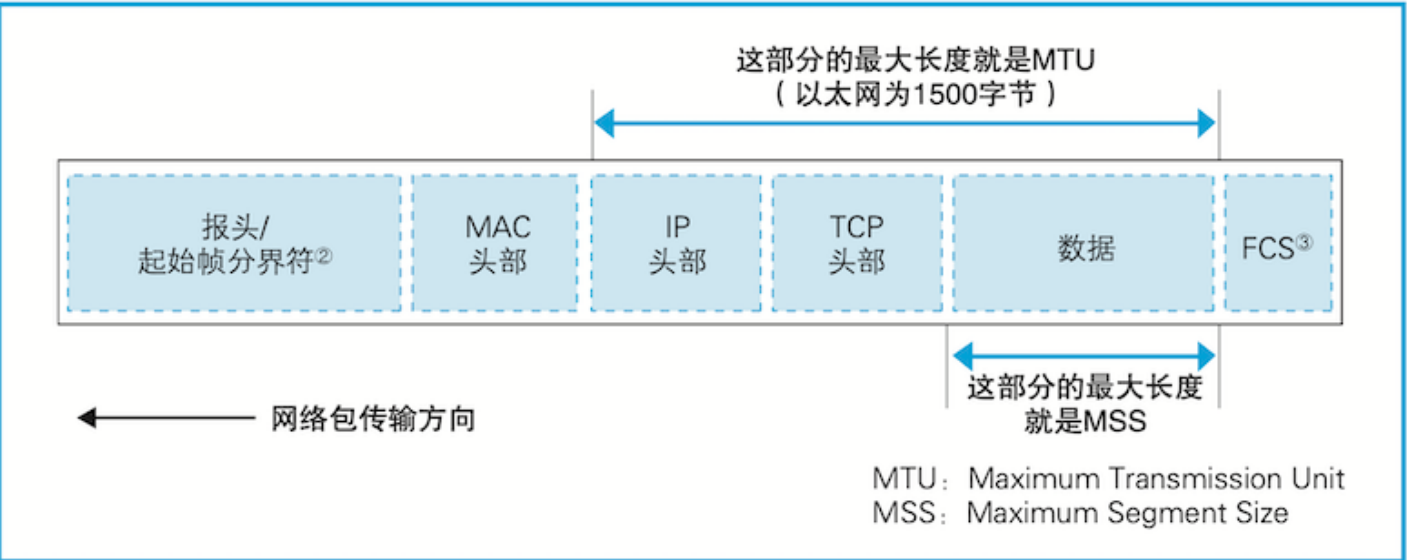 这部分的最大长度就是MTU
（以太网为1500字节）
报头/
起始帧分界符②
MAC
头部
IP
头部
TCP
头部
数据
FCS③
这部分的最大长度
就是MSS
网络包传输方向
MTU：Maximum Transmission Unit
MSS：Maximum Segment Size